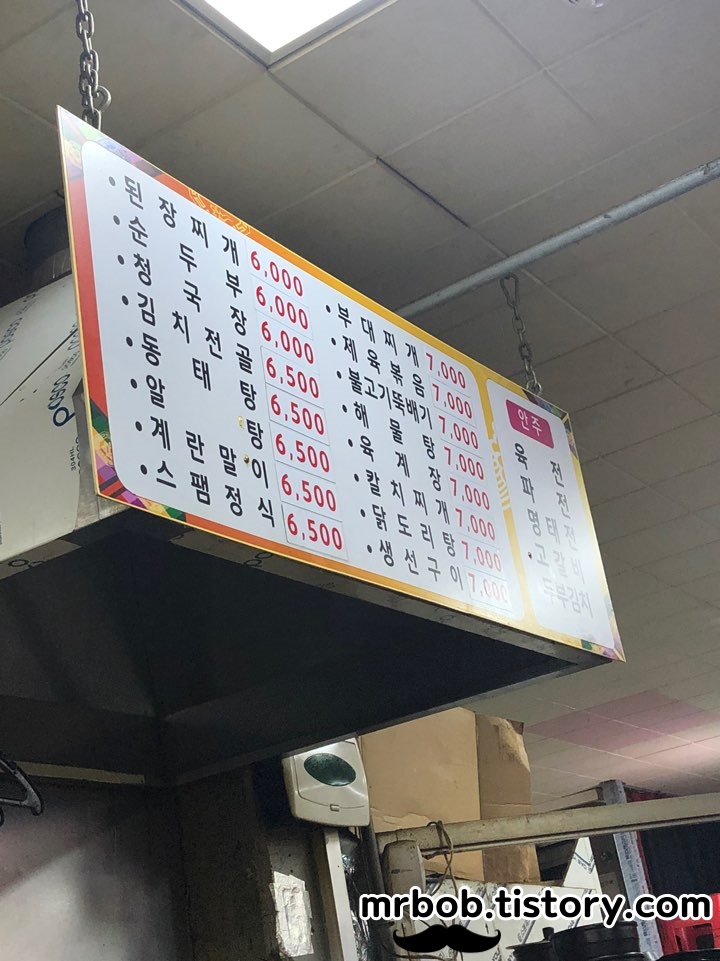 •된장찌개 6,000
•순두부 6,000
•청국장 6,000
•김치전골 6,500
•동태탕 6,500
•알탕 6,500
•계란말이 6,500
•스팸정식 6,500
•부대찌개 7,000
•제육볶음 7,000
•불고기뚝배기 7,000
•해물탕 7,000
•육계장 7,000
•칼치찌개 7,000
•닭도리탕 7,000
•생선구이 7,000
안주
육전
파전
명태전
고갈비
두부김치
posco
304HL
mrbob.tistory.com